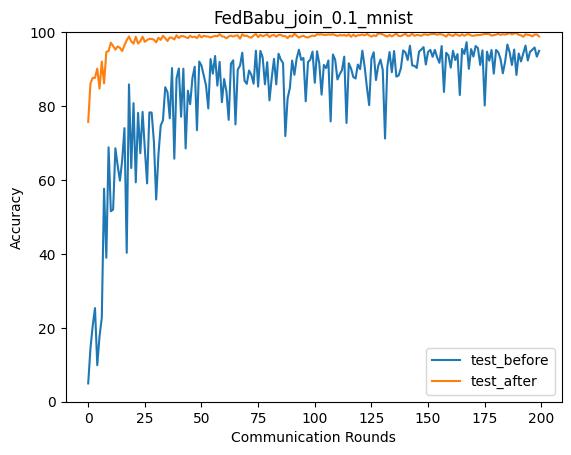 FedBabu_join_0.1_mnist
100
80
60
40
20
0
Accuracy
0 25 50 75 100 125 150 175 200
Communication Rounds
test_before
test_after